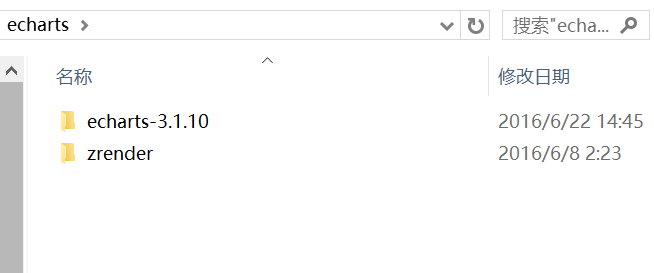 echarts 搜索"echa...
名称 修改日期
echarts-3.1.10 2016/6/22 14:45
zrender 2016/6/8 2:23